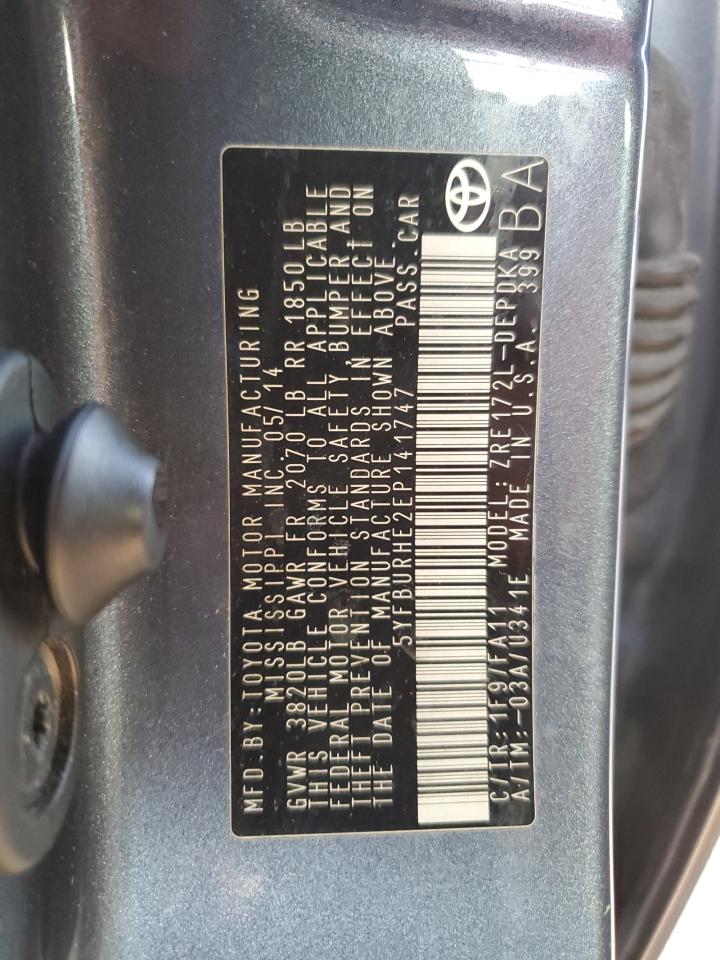 MFD.BY:TOYOTA MOTOR MANUFACTURING
MISSISSIPPI INC. 05/14
GVWR 3820LB GAWR FR 2070 LB RR 1850 LB
THIS VEHICLE CONFORMS TO ALL APPLICABLE
FEDERAL MOTOR VEHICLE SAFETY BUMPER AND
THEFT PREVENTION STANDARDS IN EFFECT ON
THE DATE OF MANUFACTURE SHOWN ABOVE
5YFBURHE2EP141747 PASS.CAR
C/TR:1F9/FA11 MODEL:ZRE172L-DEPDKA
A/TM:-03A/U341E MADE IN U.S.A. 399 BA